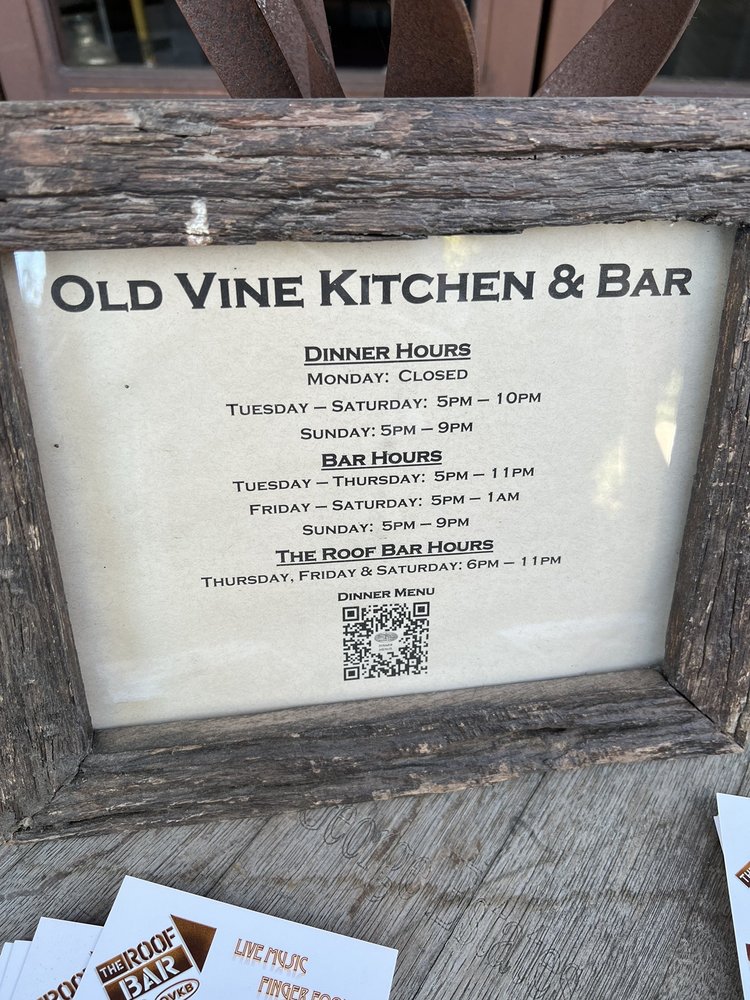 Old Vine Kitchen & Bar
Dinner Hours
Monday: Closed
Tuesday – Saturday: 5pm – 10pm
Sunday: 5pm – 9pm
Bar Hours
Tuesday – Thursday: 5pm – 11pm
Friday – Saturday: 5pm – 1am
Sunday: 5pm – 9pm
The Roof Bar Hours
Thursday, Friday & Saturday: 6pm – 11pm
Dinner Menu
THE ROOF
BAR
OVKB
LIVE MUSIC
FINGER